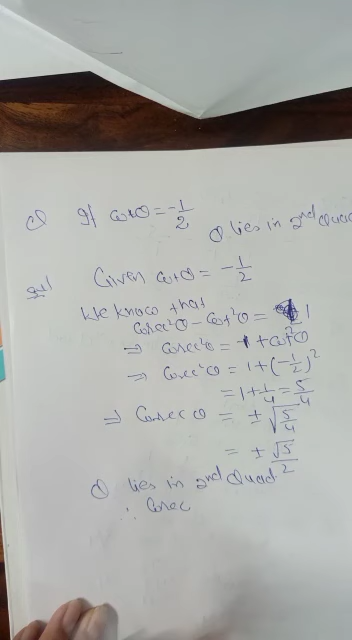 Q If cotθ = -1/2
θ lies in 2nd Quad
Sol Given cotθ = -1/2
We know that
cosec²θ - cot²θ = 1
⇒ cosec²θ = 1 + cot²θ
⇒ cosec²θ = 1 + (-1/2)²
= 1 + 1/4 = 5/4
⇒ cosec θ = ± √(5/4)
= ± √5/2
θ lies in 2nd Quad
∴ cosec